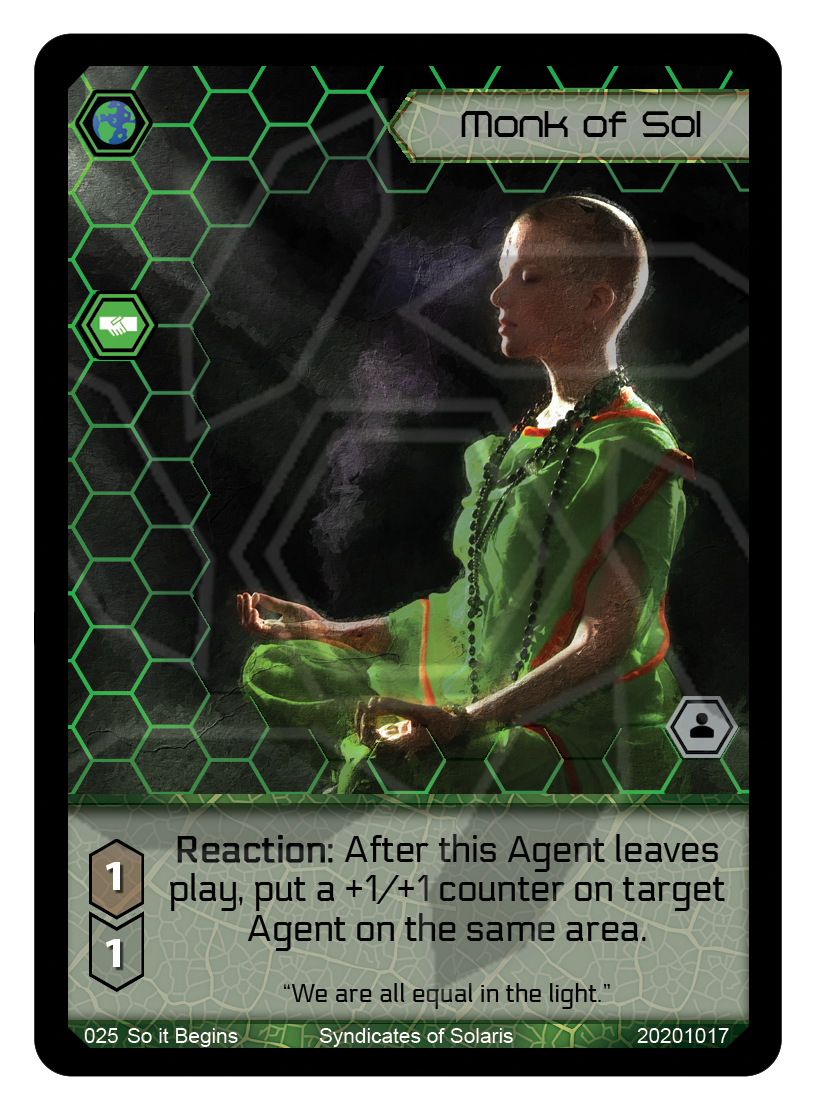 Monk of Sol
1
1
Reaction: After this Agent leaves
play, put a +1/+1 counter on target
Agent on the same area.
“We are all equal in the light.”
025 So it Begins Syndicates of Solaris 20201017